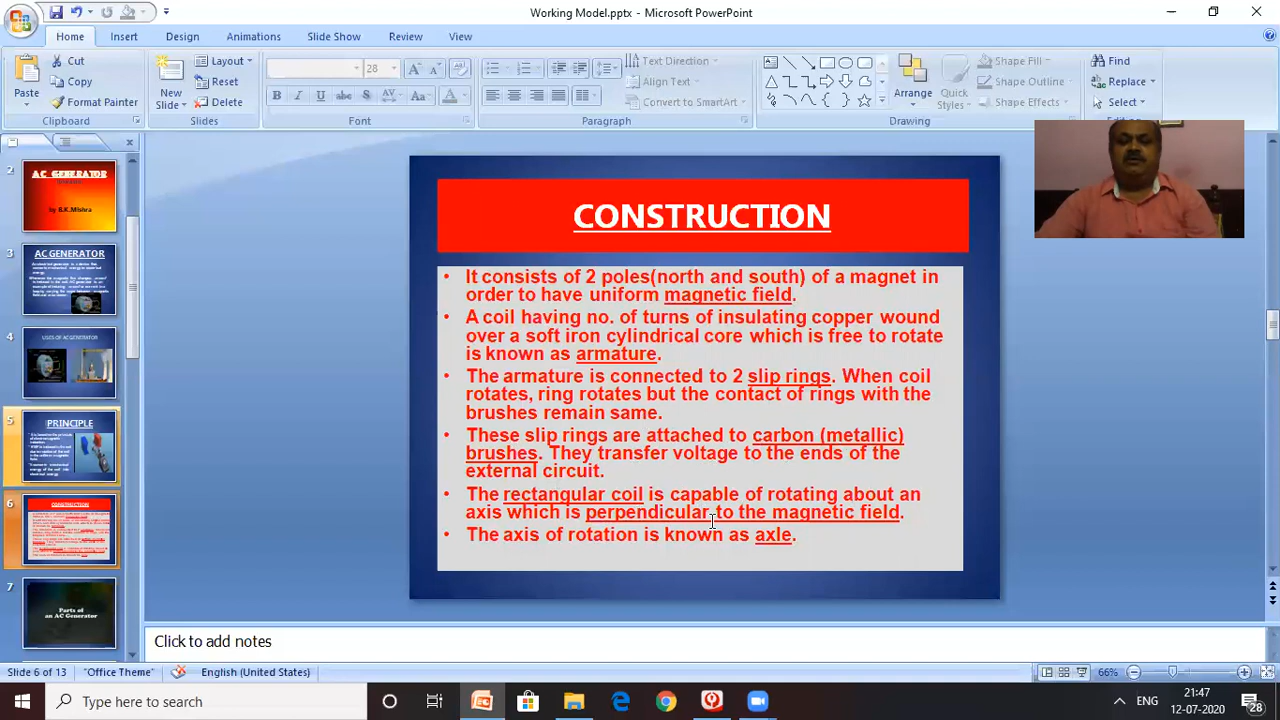 Working Model.pptx - Microsoft PowerPoint
Home Insert Design Animations Slide Show Review View
Cut
Copy
Format Painter
Paste
Clipboard
New
Slide
Layout
Reset
Delete
Slides
28
B I U abe S AV Aa A
Font
Text Direction
Align Text
Convert to SmartArt
Paragraph
Arrange
Quick
Styles
Shape Fill
Shape Outline
Shape Effects
Drawing
Find
Replace
Select
2
AC GENERATOR
by S.K.Mishra
3
AC GENERATOR
4
USES OF AC GENERATOR
5
PRINCIPLE
6
CONSTRUCTION
7
Parts of
an AC Generator
CONSTRUCTION
• It consists of 2 poles(north and south) of a magnet in
order to have uniform magnetic field.
• A coil having no. of turns of insulating copper wound
over a soft iron cylindrical core which is free to rotate
is known as armature.
• The armature is connected to 2 slip rings. When coil
rotates, ring rotates but the contact of rings with the
brushes remain same.
• These slip rings are attached to carbon (metallic)
brushes. They transfer voltage to the ends of the
external circuit.
• The rectangular coil is capable of rotating about an
axis which is perpendicular to the magnetic field.
• The axis of rotation is known as axle.
Click to add notes
Slide 6 of 13 "Office Theme" English (United States) 66%
Type here to search
ENG
21:47
12-07-2020
28